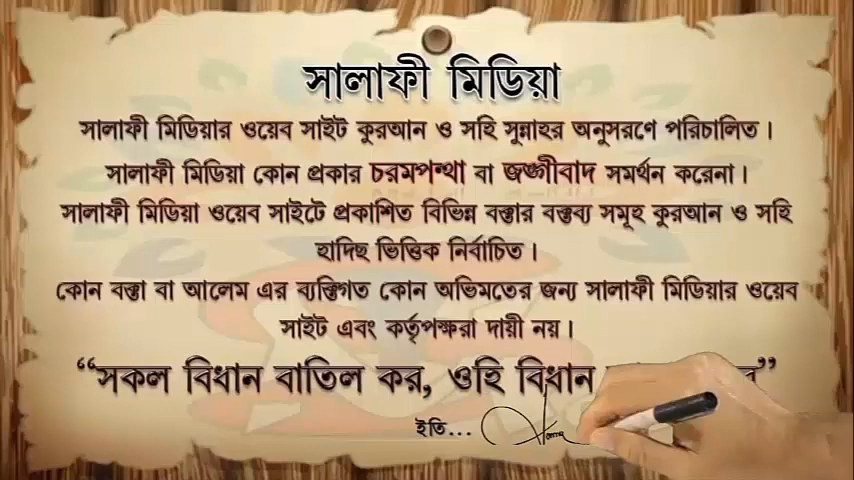 সালাফী মিডিয়া
সালাফী মিডিয়ার ওয়েব সাইট কুরআন ও সহি সুন্নাহর অনুসরণে পরিচালিত।
সালাফী মিডিয়া কোন প্রকার চরমপন্থা বা জঙ্গীবাদ সমর্থন করেনা।
সালাফী মিডিয়া ওয়েব সাইটে প্রকাশিত বিভিন্ন বক্তার বক্তব্য সমূহ কুরআন ও সহি
হাদিছ ভিত্তিক নির্বাচিত।
কোন বক্তা বা আলেম এর ব্যক্তিগত কোন অভিমতের জন্য সালাফী মিডিয়ার ওয়েব
সাইট এবং কর্তৃপক্ষরা দায়ী নয়।
“সকল বিধান বাতিল কর, ওহি বিধান ”
ইতি...